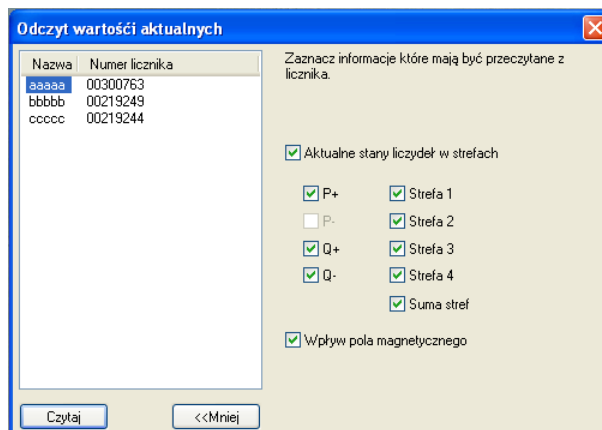 Odczyt wartośći aktualnych
Nazwa Numer licznika
aaaaa 00300763
bbbbb 00219249
ccccc 00219244
Zaznacz informacje które mają być przeczytane z
licznika.
Aktualne stany liczydeł w strefach
P+ Strefa 1
P- Strefa 2
Q+ Strefa 3
Q- Strefa 4
Suma stref
Wpływ pola magnetycznego
Czytaj <<Mniej